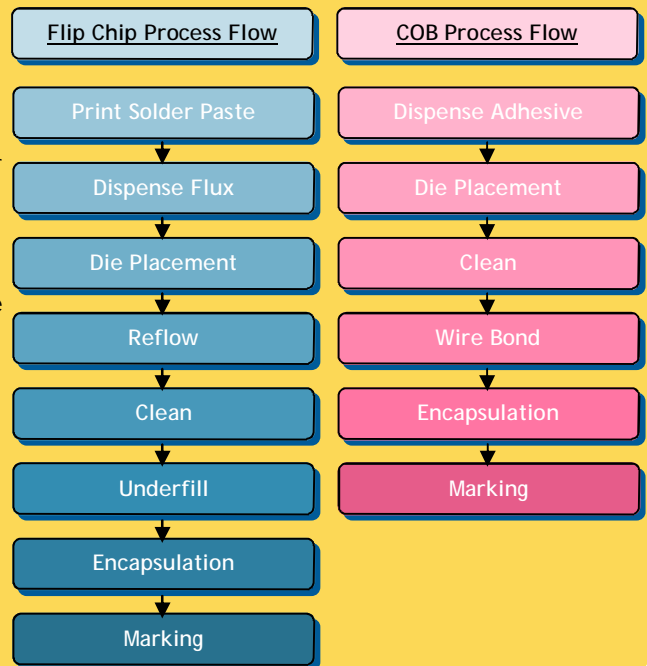 Flip Chip Process Flow
Print Solder Paste
Dispense Flux
Die Placement
Reflow
Clean
Underfill
Encapsulation
Marking
COB Process Flow
Dispense Adhesive
Die Placement
Clean
Wire Bond
Encapsulation
Marking